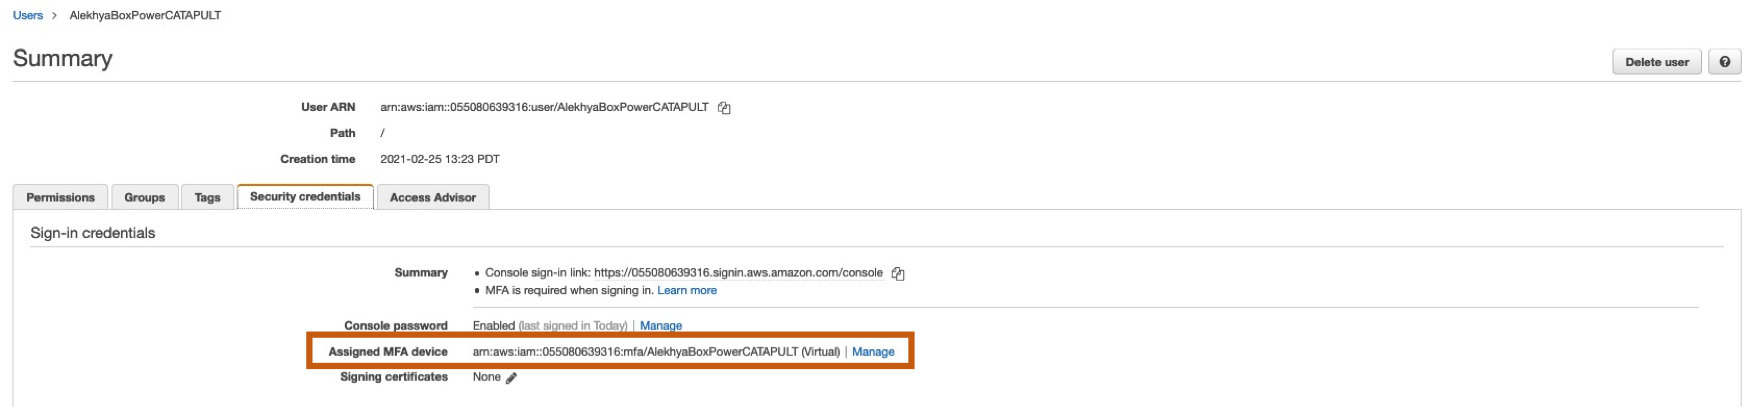 Users > AlekhyaBoxPowerCATAPULT
Summary
Delete user
?
User ARN arn:aws:iam::055080639316:user/AlekhyaBoxPowerCATAPULT
Path /
Creation time 2021-02-25 13:23 PDT
Permissions Groups Tags Security credentials Access Advisor
Sign-in credentials
Summary • Console sign-in link: https://055080639316.signin.aws.amazon.com/console
• MFA is required when signing in. Learn more
Console password Enabled (last signed in Today) | Manage
Assigned MFA device arn:aws:iam::055080639316:mfa/AlekhyaBoxPowerCATAPULT (Virtual) | Manage
Signing certificates None